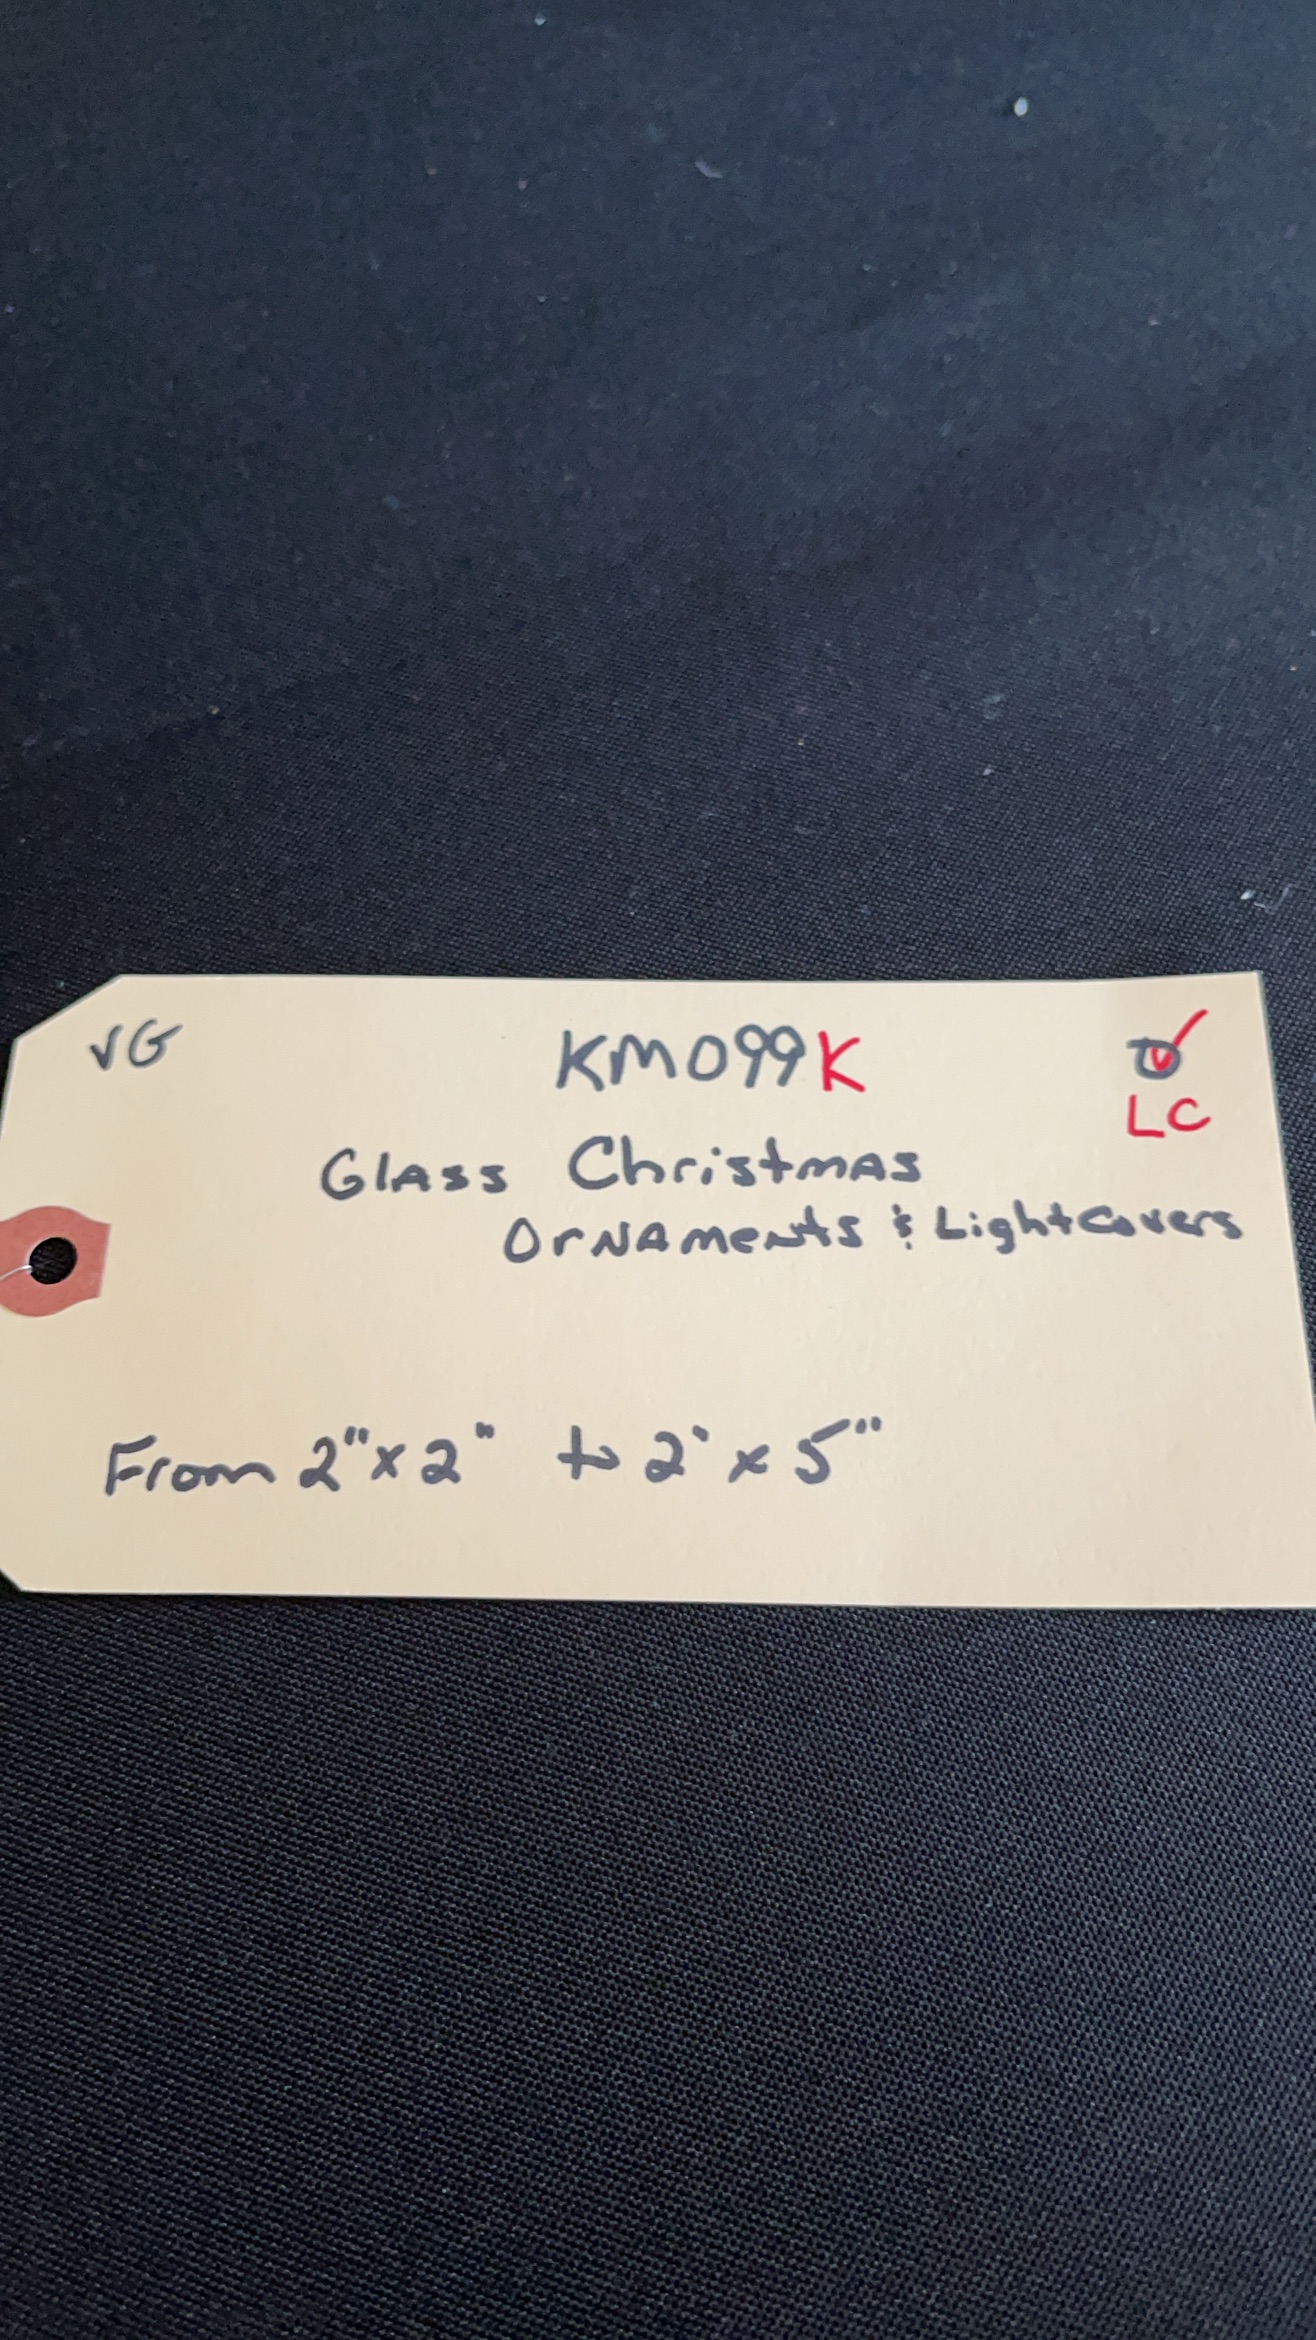 VG KM099K
LC
Glass Christmas
Ornaments & Lightcovers
From 2"x2" to 2"x5"